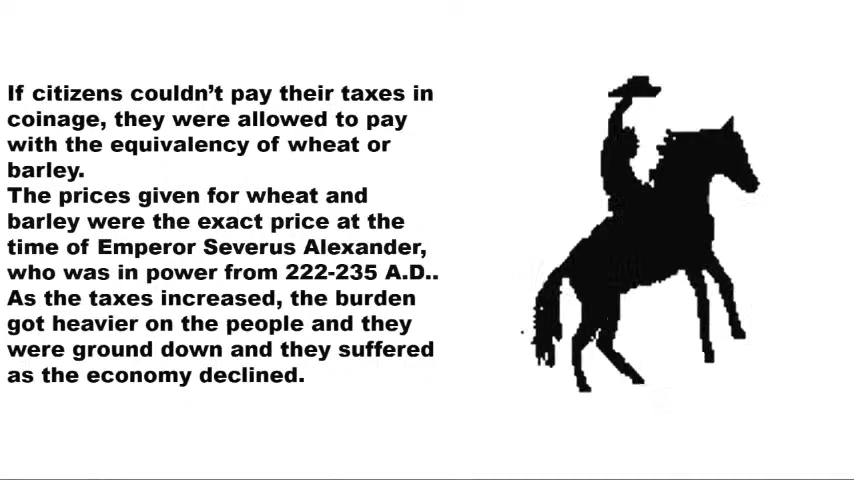 If citizens couldn’t pay their taxes in
coinage, they were allowed to pay
with the equivalency of wheat or
barley.
The prices given for wheat and
barley were the exact price at the
time of Emperor Severus Alexander,
who was in power from 222-235 A.D..
As the taxes increased, the burden
got heavier on the people and they
were ground down and they suffered
as the economy declined.